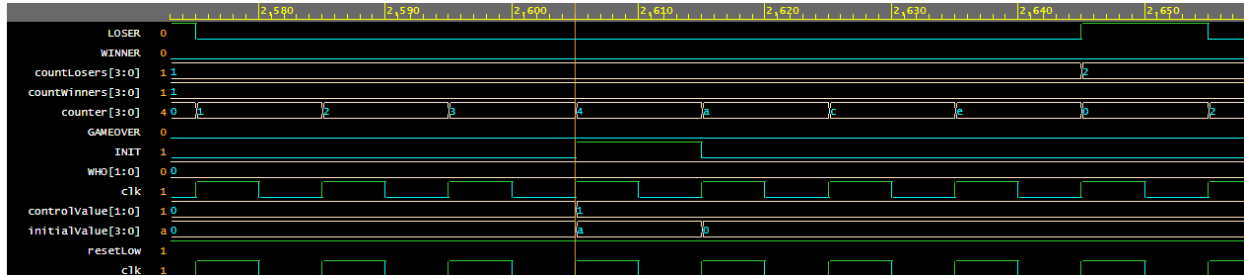 2,580 2,590 2,600 2,610 2,620 2,630 2,640 2,650
LOSER 0
WINNER 0
countLosers[3:0] 1 1 2
countWinners[3:0] 1 1
counter[3:0] 4 0 1 2 3 4 a c e 0 2
GAMEOVER 0
INIT 1
WHO[1:0] 0 0
clk 1
controlValue[1:0] 1 0 1
initialValue[3:0] a 0 a 0
resetLow 1
clk 1